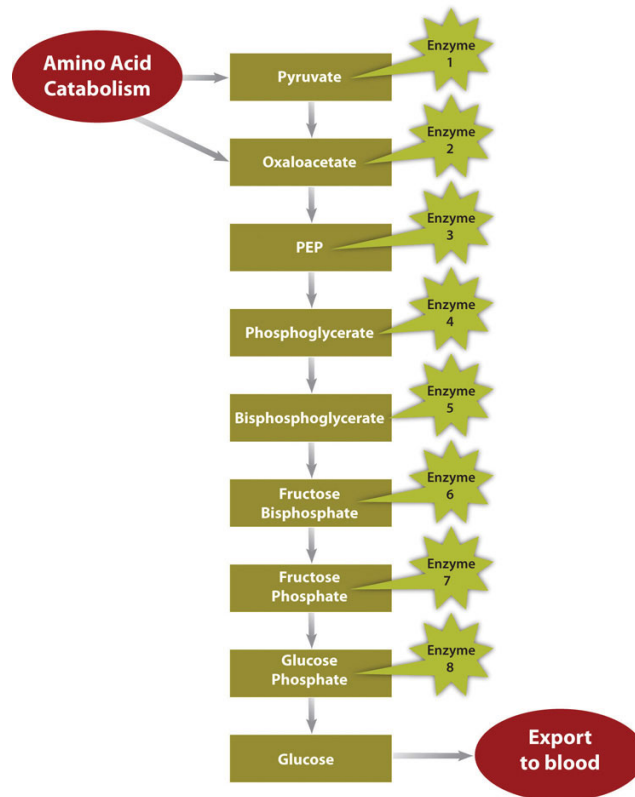 Amino Acid
Catabolism
Pyruvate
Enzyme
1
Oxaloacetate
Enzyme
2
PEP
Enzyme
3
Phosphoglycerate
Enzyme
4
Bisphosphoglycerate
Enzyme
5
Fructose
Bisphosphate
Enzyme
6
Fructose
Phosphate
Enzyme
7
Glucose
Phosphate
Enzyme
8
Glucose
Export
to blood